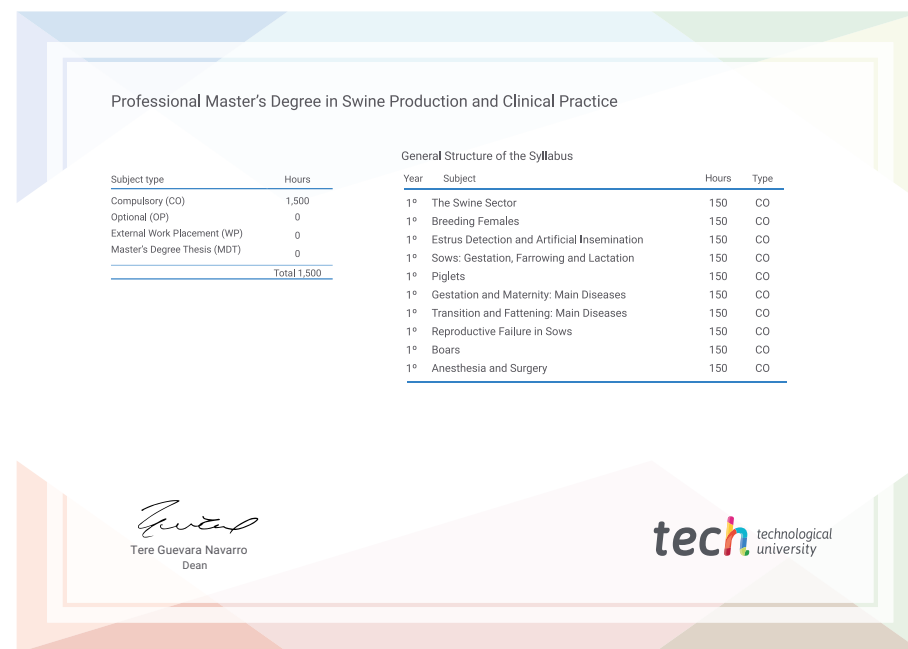 Professional Master's Degree in Swine Production and Clinical Practice
Subject type Hours
Compulsory (CO) 1,500
Optional (OP) 0
External Work Placement (WP) 0
Master's Degree Thesis (MDT) 0
Total 1,500
General Structure of the Syllabus
Year Subject Hours Type
1º The Swine Sector 150 CO
1º Breeding Females 150 CO
1º Estrus Detection and Artificial Insemination 150 CO
1º Sows: Gestation, Farrowing and Lactation 150 CO
1º Piglets 150 CO
1º Gestation and Maternity: Main Diseases 150 CO
1º Transition and Fattening: Main Diseases 150 CO
1º Reproductive Failure in Sows 150 CO
1º Boars 150 CO
1º Anesthesia and Surgery 150 CO
Tere Guevara Navarro
Dean
tech technological
university